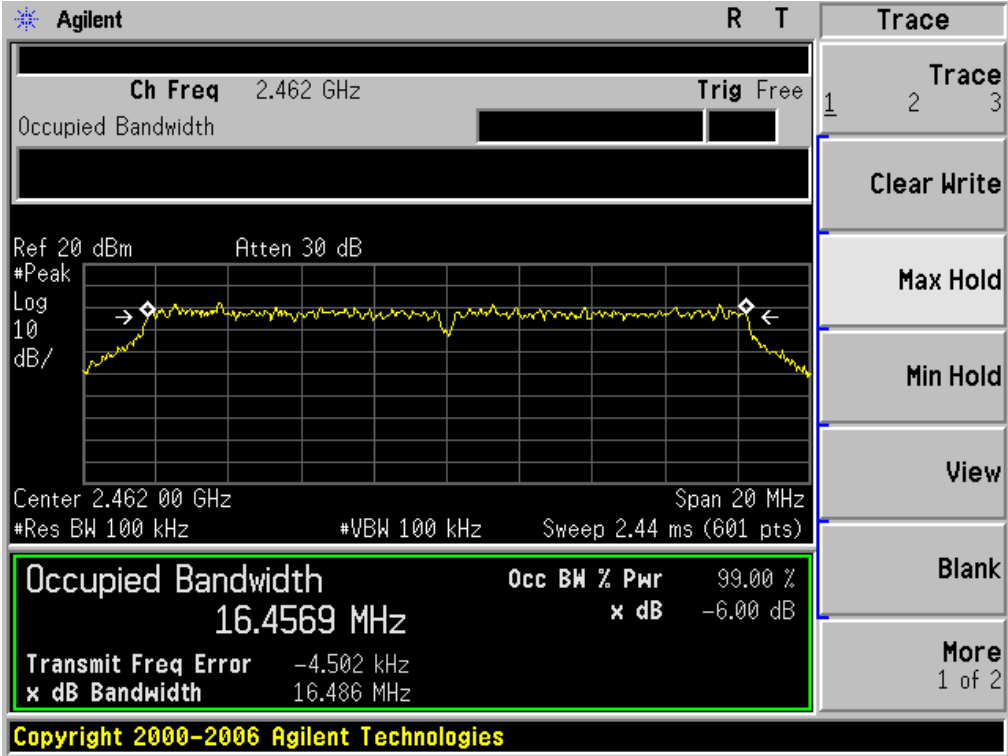 Agilent R T
Trace
Ch Freq 2.462 GHz Trig Free
Occupied Bandwidth
Trace
1 2 3
Clear Write
Max Hold
Min Hold
View
Blank
More
1 of 2
Ref 20 dBm Atten 30 dB
#Peak
Log
10
dB/
Center 2.462 00 GHz Span 20 MHz
#Res BW 100 kHz #VBW 100 kHz Sweep 2.44 ms (601 pts)
Occupied Bandwidth Occ BW % Pwr 99.00 %
16.4569 MHz x dB -6.00 dB
Transmit Freq Error -4.502 kHz
x dB Bandwidth 16.486 MHz
Copyright 2000-2006 Agilent Technologies